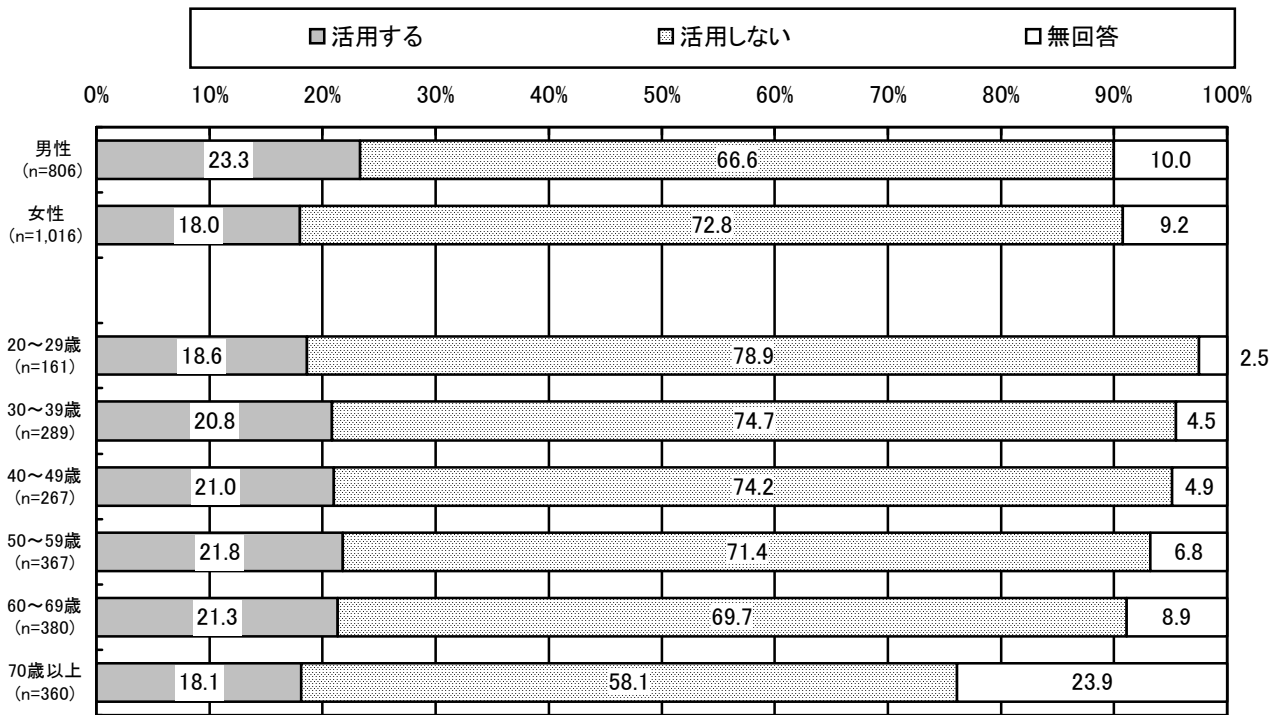 活用する 活用しない 無回答
0% 10% 20% 30% 40% 50% 60% 70% 80% 90% 100%
男性
(n=806)
23.3 66.6 10.0
女性
(n=1,016)
18.0 72.8 9.2
20～29歳
(n=161)
18.6 78.9 2.5
30～39歳
(n=289)
20.8 74.7 4.5
40～49歳
(n=267)
21.0 74.2 4.9
50～59歳
(n=367)
21.8 71.4 6.8
60～69歳
(n=380)
21.3 69.7 8.9
70歳以上
(n=360)
18.1 58.1 23.9